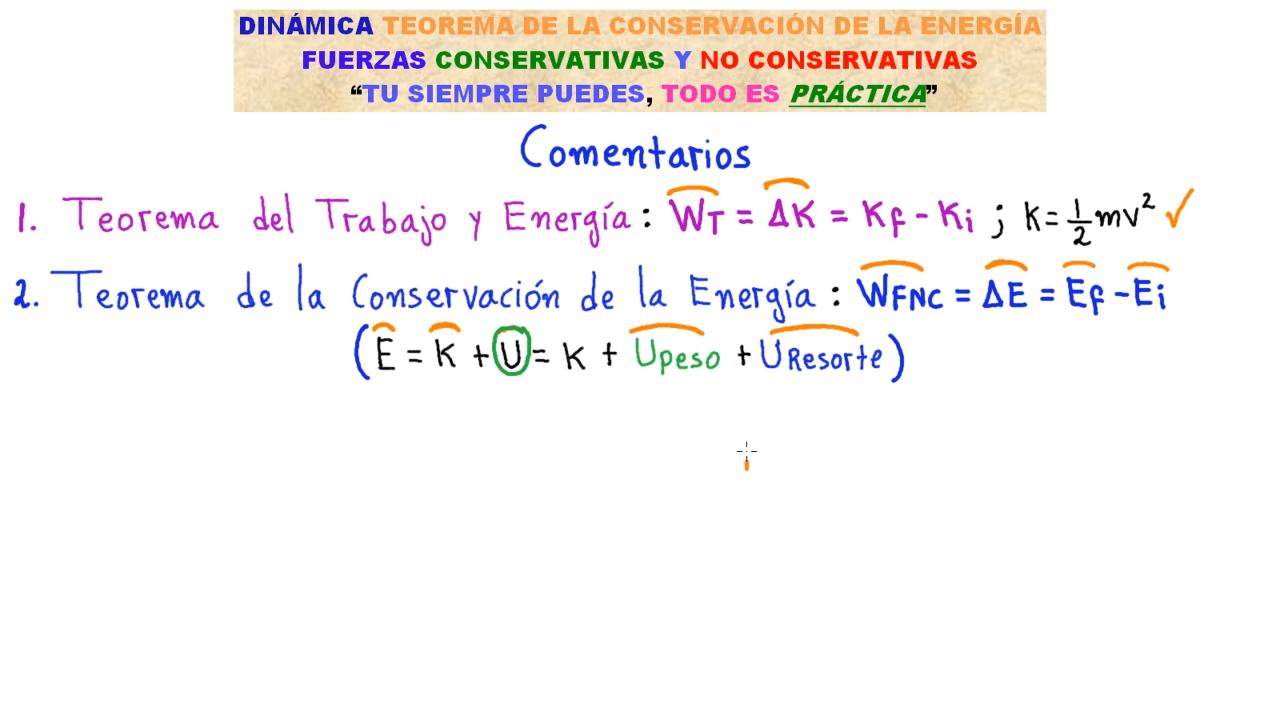 DINÁMICA TEOREMA DE LA CONSERVACIÓN DE LA ENERGÍA
FUERZAS CONSERVATIVAS Y NO CONSERVATIVAS
“TU SIEMPRE PUEDES, TODO ES PRÁCTICA”
Comentarios
1. Teorema del Trabajo y Energía: WT = ΔK = Kf - Ki ; K = 1/2 mv² ✓
2. Teorema de la Conservación de la Energía: WFNC = ΔE = Ef - Ei
(E = K + U = K + Upeso + UResorte)